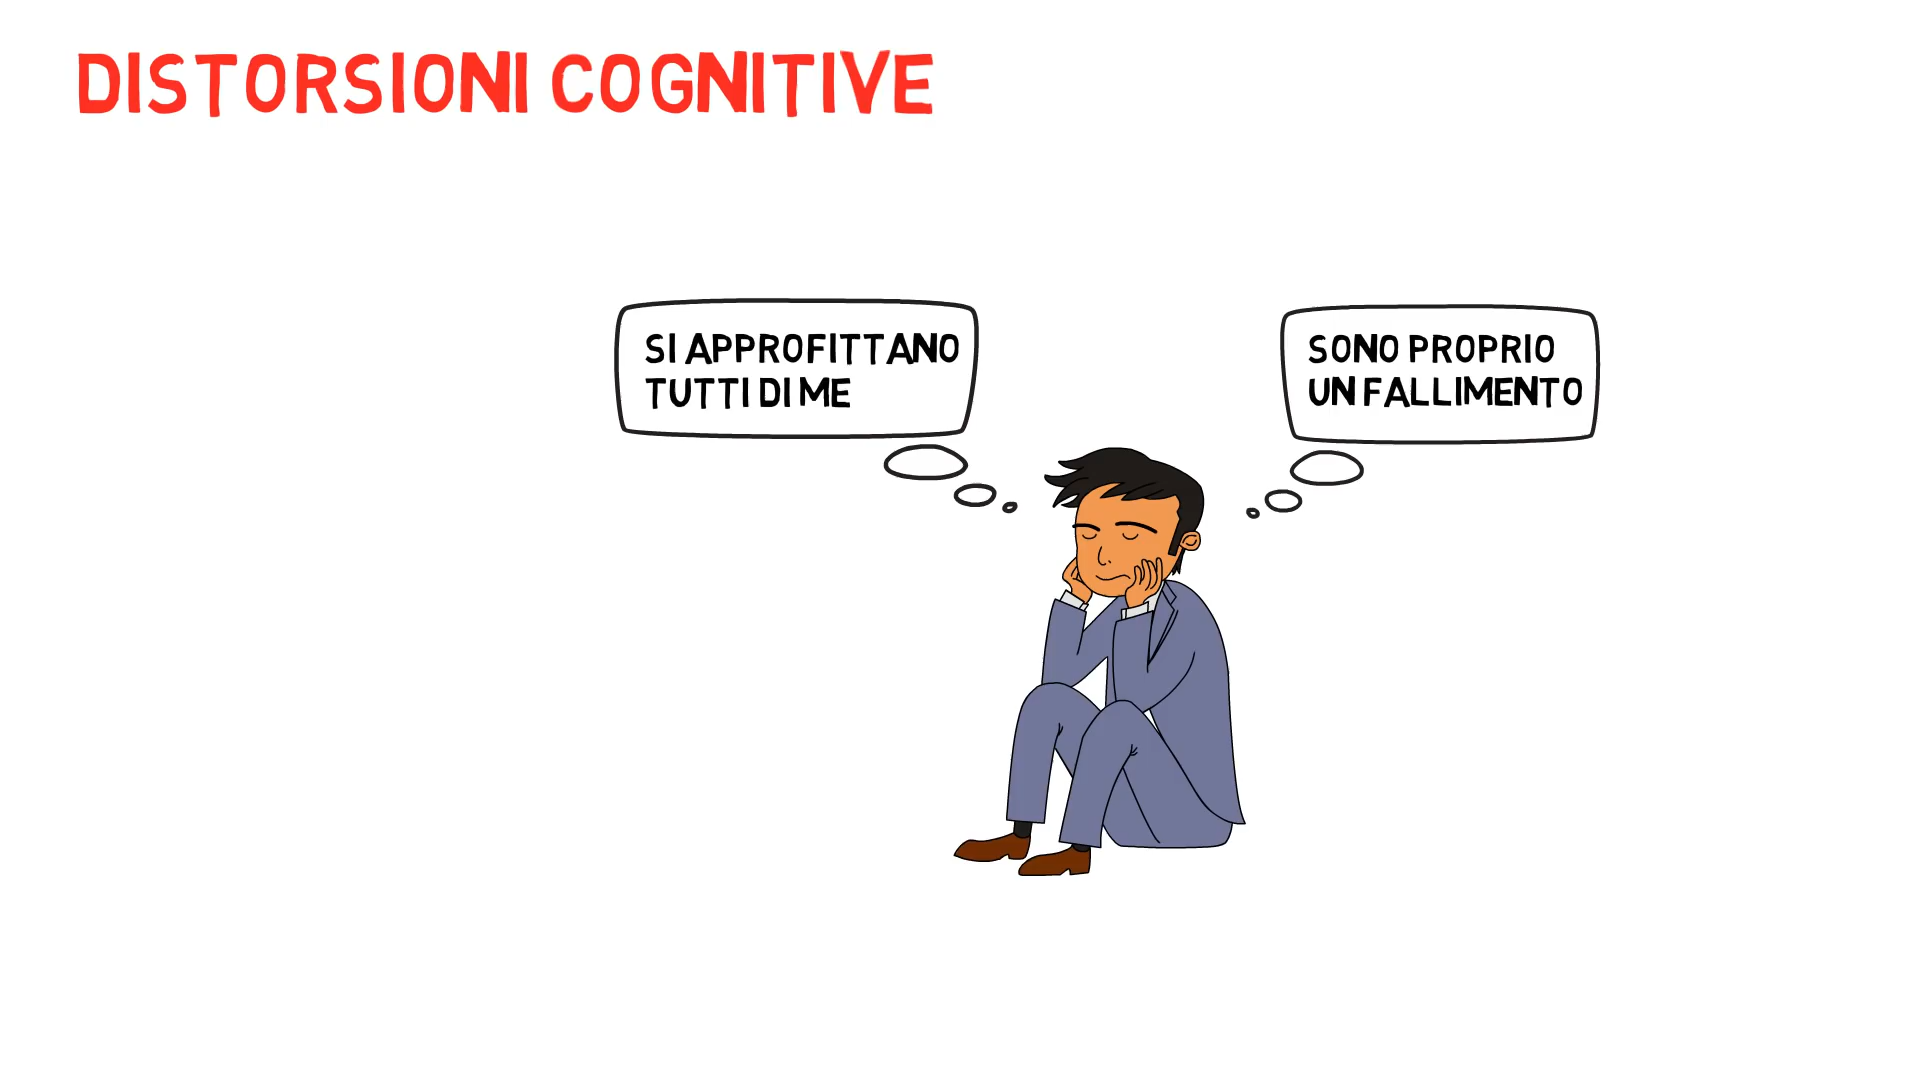 DISTORSIONI COGNITIVE
SI APPROFITTANO
TUTTI DI ME
SONO PROPRIO
UN FALLIMENTO